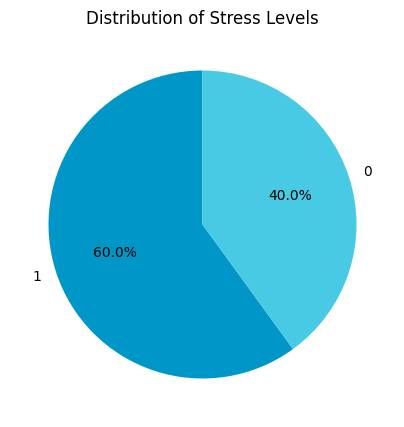 Distribution of Stress Levels
0
40.0%
60.0%
1